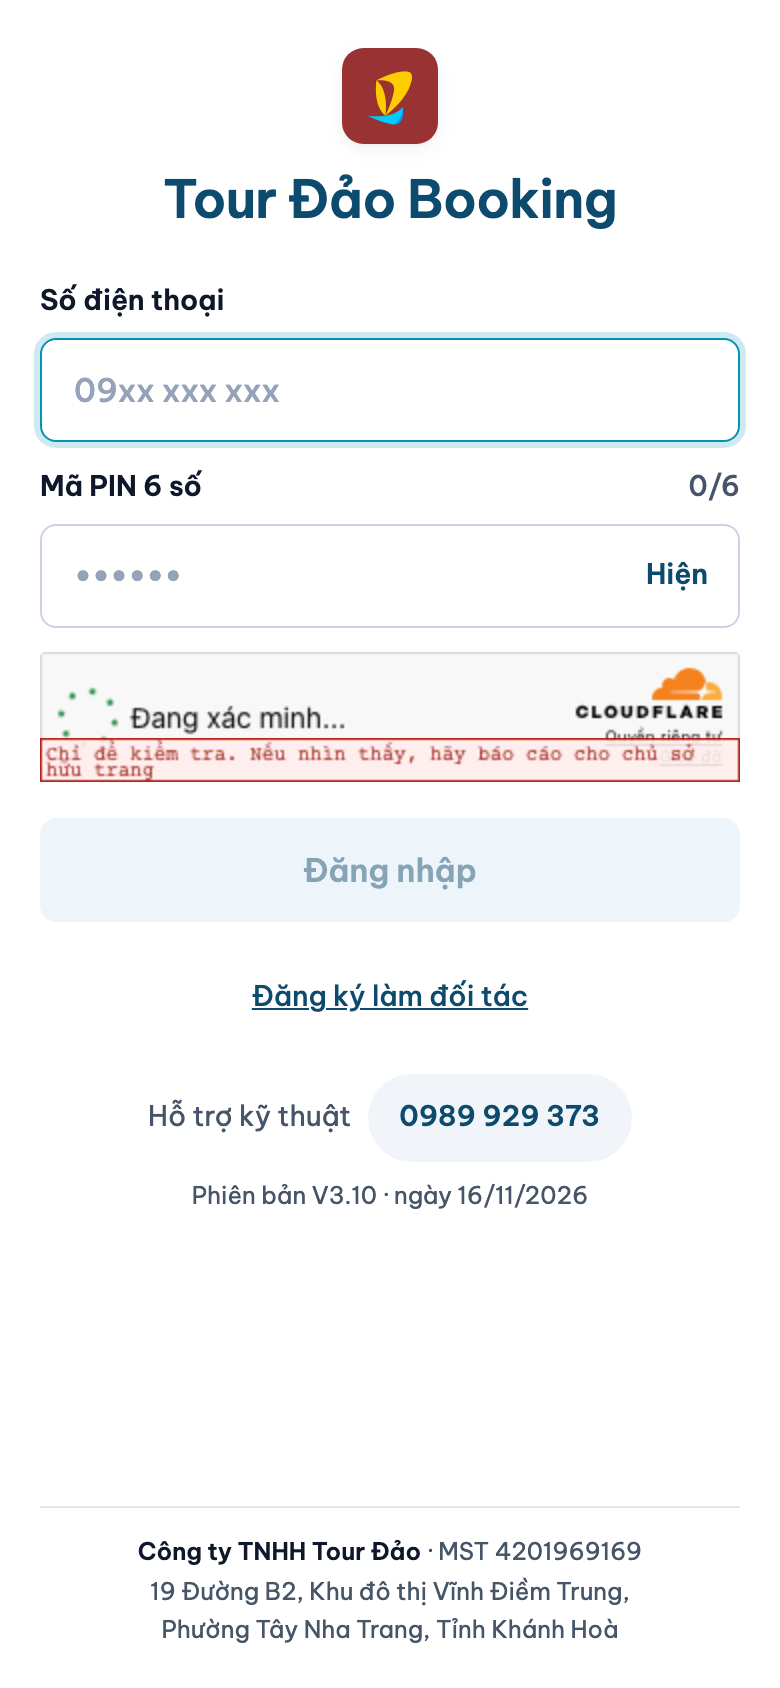 Tour Đảo Booking
Số điện thoại
09xx xxx xxx
Mã PIN 6 số 0/6
Hiện
Đang xác minh...
CLOUDFLARE
Quyền riêng tư
Chỉ để kiểm tra. Nếu nhìn thấy, hãy báo cáo cho chủ sở
hữu trang
Đăng nhập
Đăng ký làm đối tác
Hỗ trợ kỹ thuật 0989 929 373
Phiên bản V3.10 · ngày 16/11/2026
Công ty TNHH Tour Đảo · MST 4201969169
19 Đường B2, Khu đô thị Vĩnh Điềm Trung,
Phường Tây Nha Trang, Tỉnh Khánh Hoà